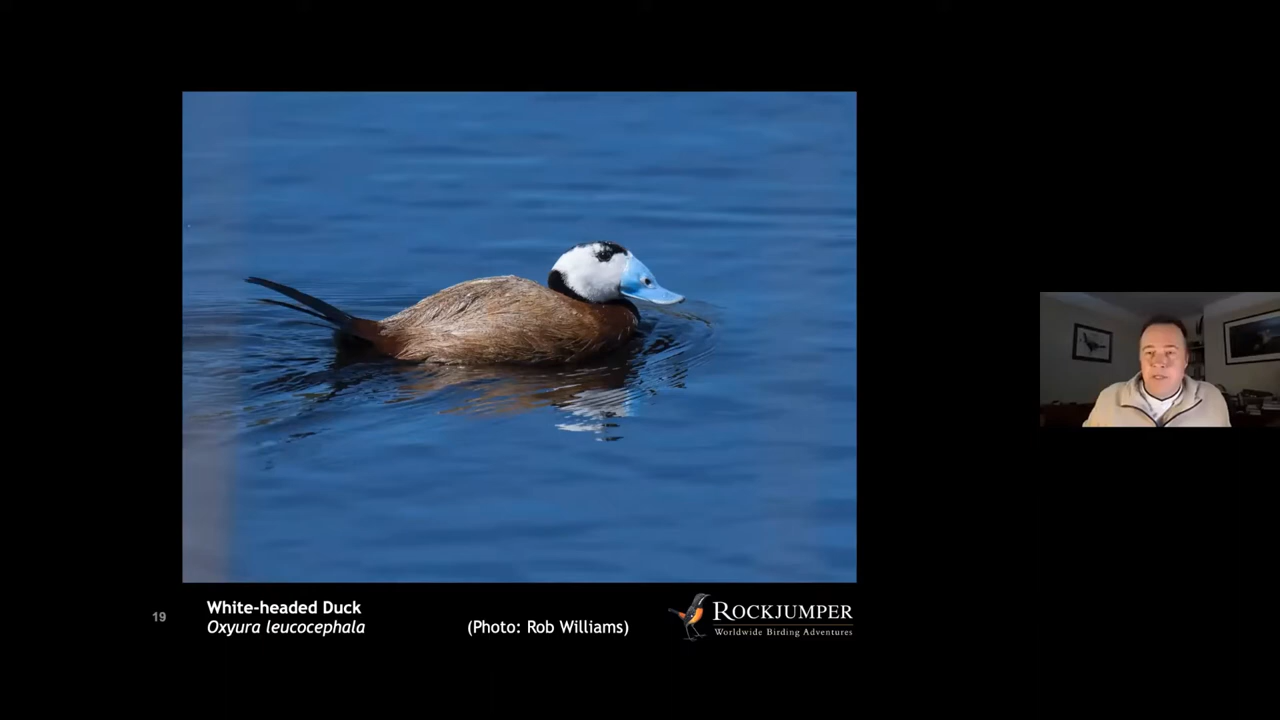 19
White-headed Duck
Oxyura leucocephala
(Photo: Rob Williams)
ROCKJUMPER
Worldwide Birding Adventures